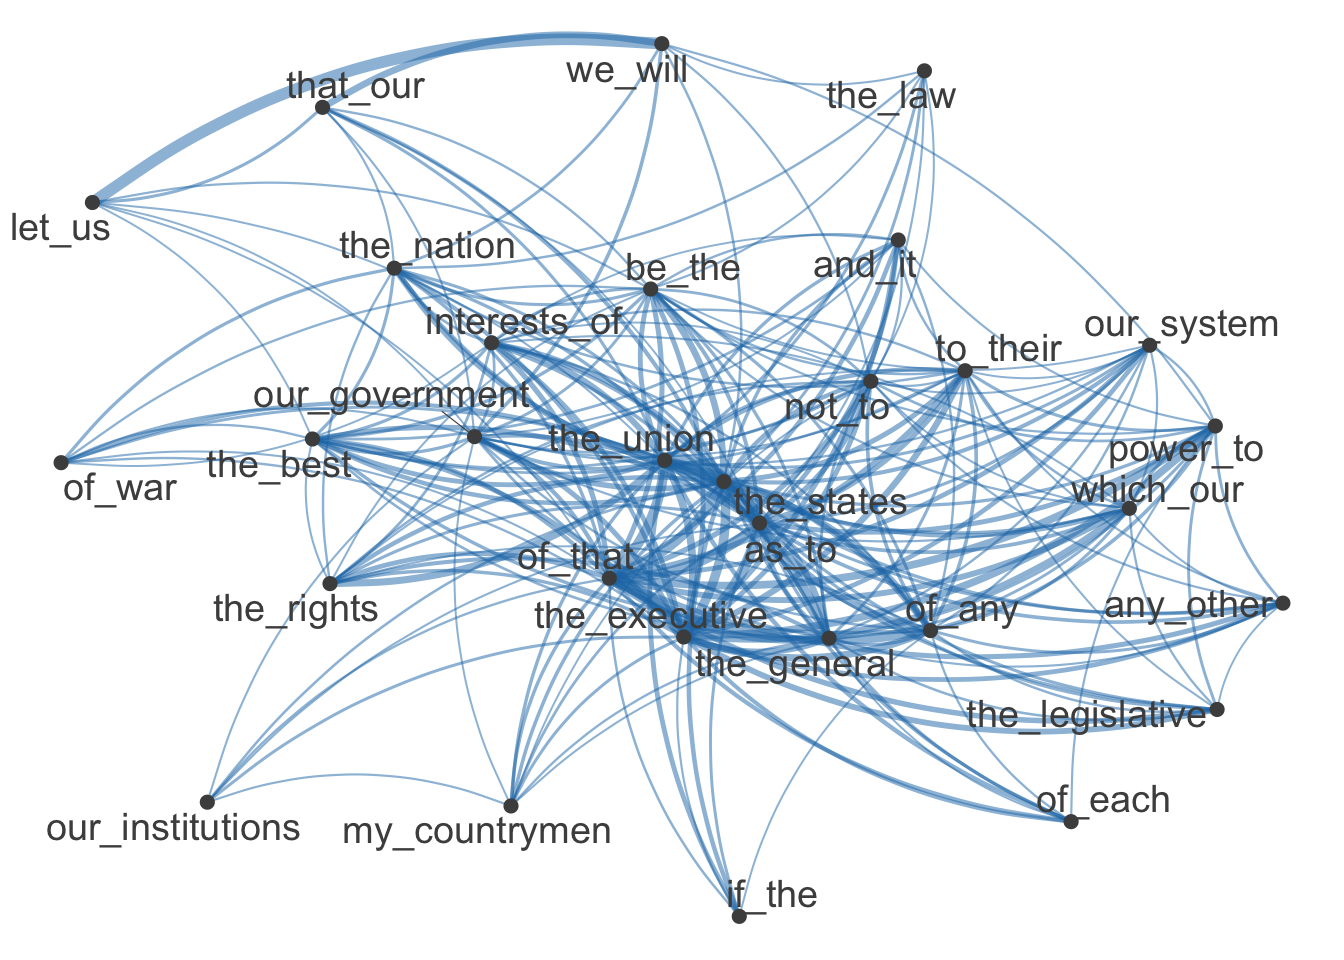 we_will
that_our
the_law
let_us
the_nation
be_the
and_it
interests_of
our_system
to_their
our_government
not_to
the_union
power_to
the_best
of_war
which_our
the_states
as_to
of_that
the_rights
the_executive
of_any
any_other
the_general
the_legislative
of_each
our_institutions
my_countrymen
if_the